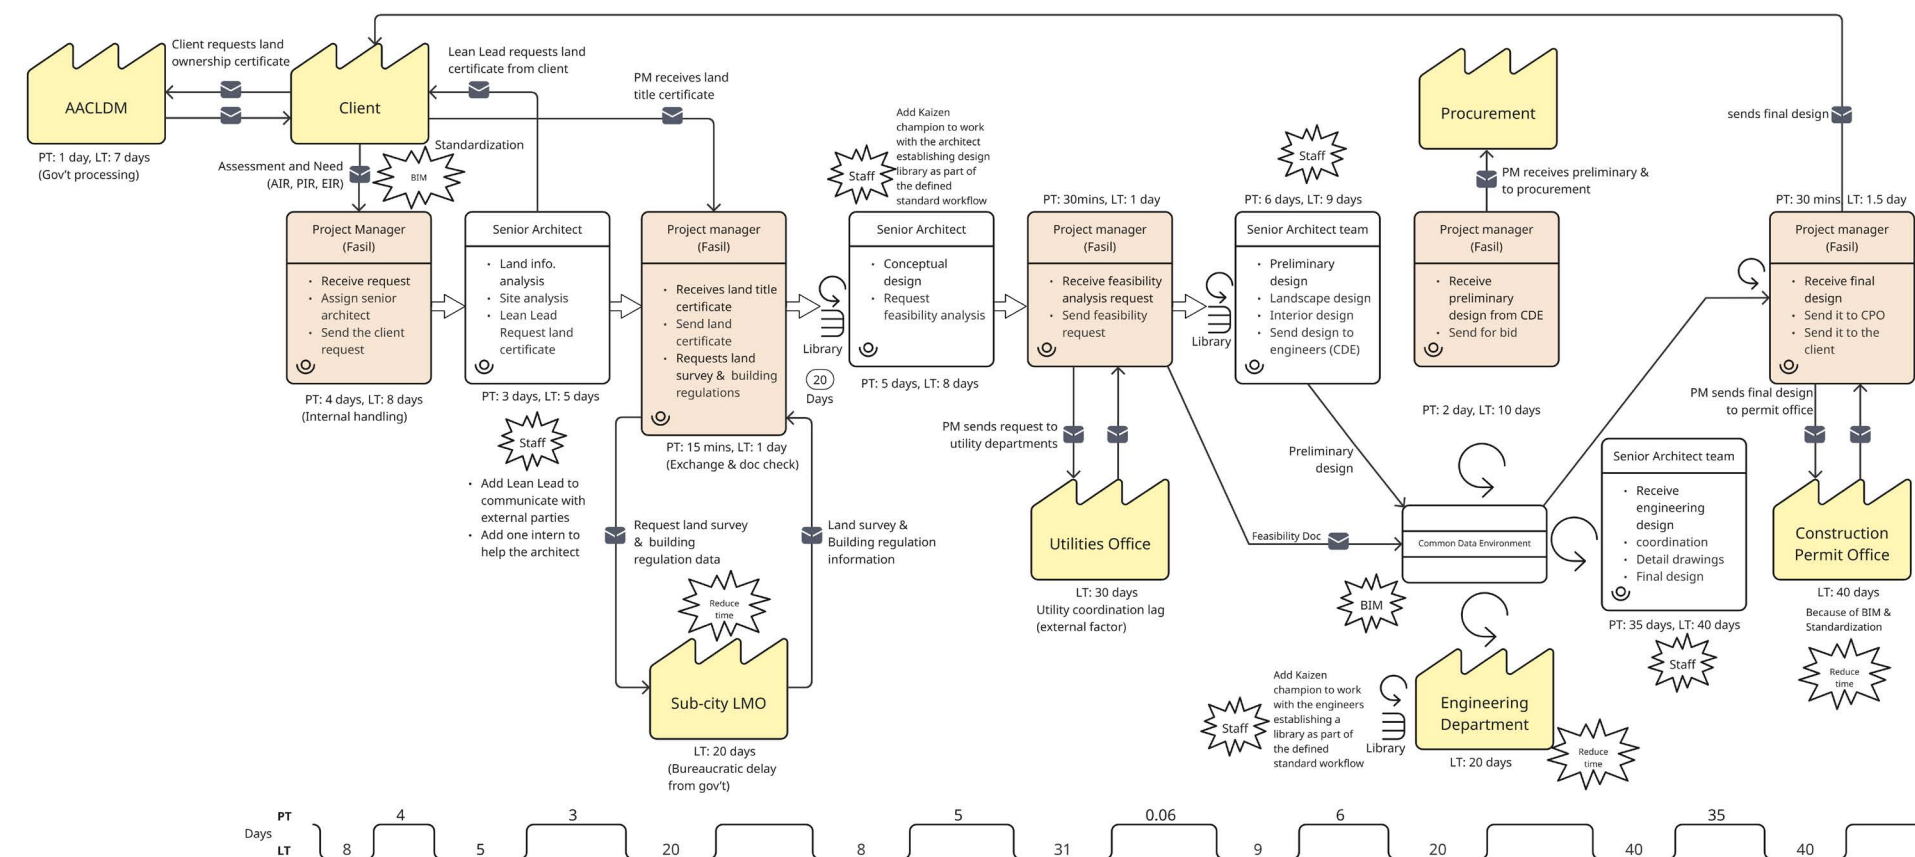 Client requests land
ownership certificate
AACLDM
PT: 1 day, LT: 7 days
(Gov't processing)
Client
Lean Lead requests land
certificate from client
PM receives land
title certificate
Assessment and Need
(AIR, PIR, EIR)
BIM
Standardization
Project Manager
(Fasil)
• Receive request
• Assign senior
architect
• Send the client
request
PT: 4 days, LT: 8 days
(Internal handling)
Senior Architect
• Land info.
analysis
• Site analysis
• Lean Lead
Request land
certificate
PT: 3 days, LT: 5 days
Staff
• Add Lean Lead to
communicate with
external parties
• Add one intern to
help the architect
Project manager
(Fasil)
• Receives land title
certificate
• Send land
certificate
• Requests land
survey & building
regulations
PT: 15 mins, LT: 1 day
(Exchange & doc check)
Request land survey
& building
regulation data
Land survey &
Building regulation
information
Reduce
time
Sub-city LMO
LT: 20 days
(Bureaucratic delay
from gov't)
Library
20
Days
Staff
Add Kaizen
champion to work
with the architect
establishing design
library as part of
the defined
standard workflow
Senior Architect
• Conceptual
design
• Request
feasibility analysis
PT: 5 days, LT: 8 days
PT: 30mins, LT: 1 day
Project manager
(Fasil)
• Receive feasibility
analysis request
• Send feasibility
request
PM sends request to
utility departments
Utilities Office
LT: 30 days
Utility coordination lag
(external factor)
Library
Staff
PT: 6 days, LT: 9 days
Senior Architect team
• Preliminary
design
• Landscape design
• Interior design
• Send design to
engineers (CDE)
Preliminary
design
Feasibility Doc
Procurement
PM receives preliminary &
to procurement
Project manager
(Fasil)
• Receive
preliminary
design from CDE
• Send for bid
PT: 2 day, LT: 10 days
Common Data Environment
BIM
Staff
Add Kaizen
champion to work
with the engineers
establishing a
library as part of
the defined
standard workflow
Library
Engineering
Department
LT: 20 days
Reduce
time
Senior Architect team
• Receive
engineering
design
• coordination
• Detail drawings
• Final design
PT: 35 days, LT: 40 days
Staff
sends final design
PT: 30 mins, LT: 1.5 day
Project manager
(Fasil)
• Receive final
design
• Send it to CPO
• Send it to the
client
PM sends final design
to permit office
Construction
Permit Office
LT: 40 days
Because of BIM &
Standardization
Reduce
time
PT 4 3 5 0.06 6 35
Days
LT 8 5 20 8 31 9 20 40 40